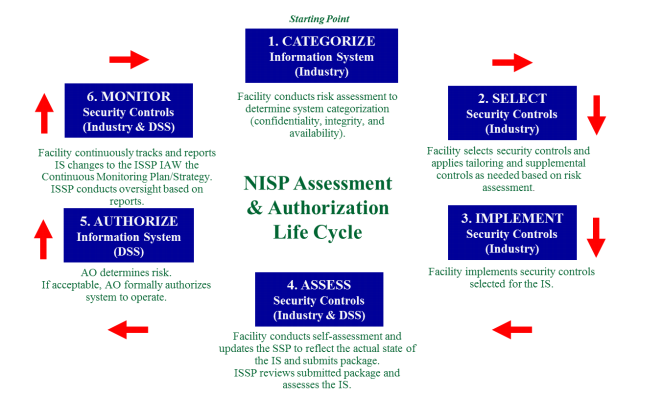 Starting Point
1. CATEGORIZE
Information System
(Industry)
Facility conducts risk assessment to
determine system categorization
(confidentiality, integrity, and
availability).
2. SELECT
Security Controls
(Industry)
Facility selects security controls and
applies tailoring and supplemental
controls as needed based on risk
assessment.
3. IMPLEMENT
Security Controls
(Industry)
Facility implements security controls
selected for the IS.
4. ASSESS
Security Controls
(Industry & DSS)
Facility conducts self-assessment and
updates the SSP to reflect the actual state of
the IS and submits package.
ISSP reviews submitted package and
assesses the IS.
5. AUTHORIZE
Information System
(DSS)
AO determines risk.
If acceptable, AO formally authorizes
system to operate.
6. MONITOR
Security Controls
(Industry & DSS)
Facility continuously tracks and reports
IS changes to the ISSP IAW the
Continuous Monitoring Plan/Strategy.
ISSP conducts oversight based on
reports.
NISP Assessment
& Authorization
Life Cycle